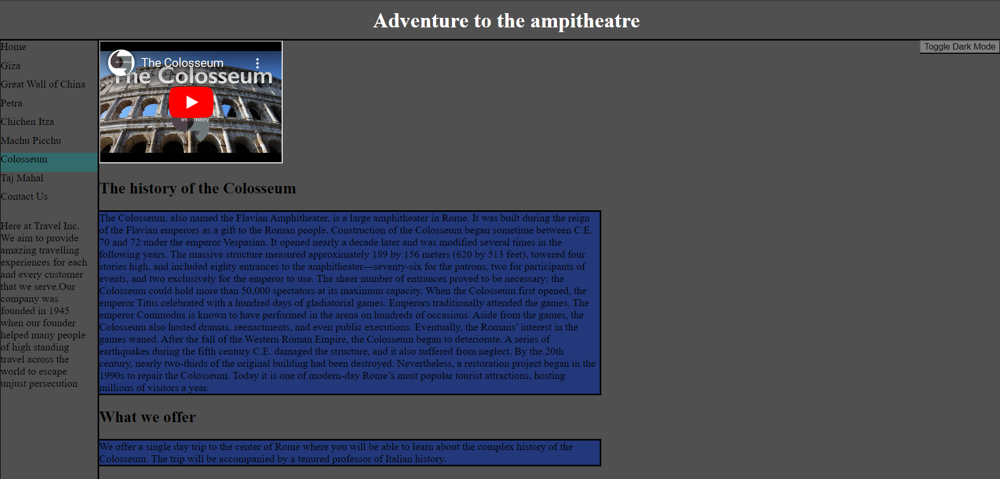 Adventure to the ampitheatre
Toggle Dark Mode
Home
Giza
Great Wall of China
Petra
Chichen Itza
Machu Picchu
Colosseum
Taj Mahal
Contact Us
Here at Travel Inc.
We aim to provide
amazing travelling
experiences for each
and every customer
that we serve.Our
company was
founded in 1945
when our founder
helped many people
of high standing
travel across the
world to escape
unjust persecution
smarthistory
The Colosseum
The Colosseum
smarthistory
The history of the Colosseum
The Colosseum, also named the Flavian Amphitheater, is a large amphitheater in Rome. It was built during the reign
of the Flavian emperors as a gift to the Roman people. Construction of the Colosseum began sometime between C.E.
70 and 72 under the emperor Vespasian. It opened nearly a decade later and was modified several times in the
following years. The massive structure measured approximately 189 by 156 meters (620 by 513 feet), towered four
stories high, and included eighty entrances to the amphitheater—seventy-six for the patrons, two for participants of
events, and two exclusively for the emperor to use. The sheer number of entrances proved to be necessary: the
Colosseum could hold more than 50,000 spectators at its maximum capacity. When the Colosseum first opened, the
emperor Titus celebrated with a hundred days of gladiatorial games. Emperors traditionally attended the games. The
emperor Commodus is known to have performed in the arena on hundreds of occasions. Aside from the games, the
Colosseum also hosted dramas, reenactments, and even public executions. Eventually, the Romans’ interest in the
games waned. After the fall of the Western Roman Empire, the Colosseum began to deteriorate. A series of
earthquakes during the fifth century C.E. damaged the structure, and it also suffered from neglect. By the 20th
century, nearly two-thirds of the original building had been destroyed. Nevertheless, a restoration project began in the
1990s to repair the Colosseum. Today it is one of modern-day Rome’s most popular tourist attractions, hosting
millions of visitors a year.
What we offer
We offer a single day trip to the center of Rome where you will be able to learn about the complex history of the
Colosseum. The trip will be accompanied by a tenured professor of Italian history.